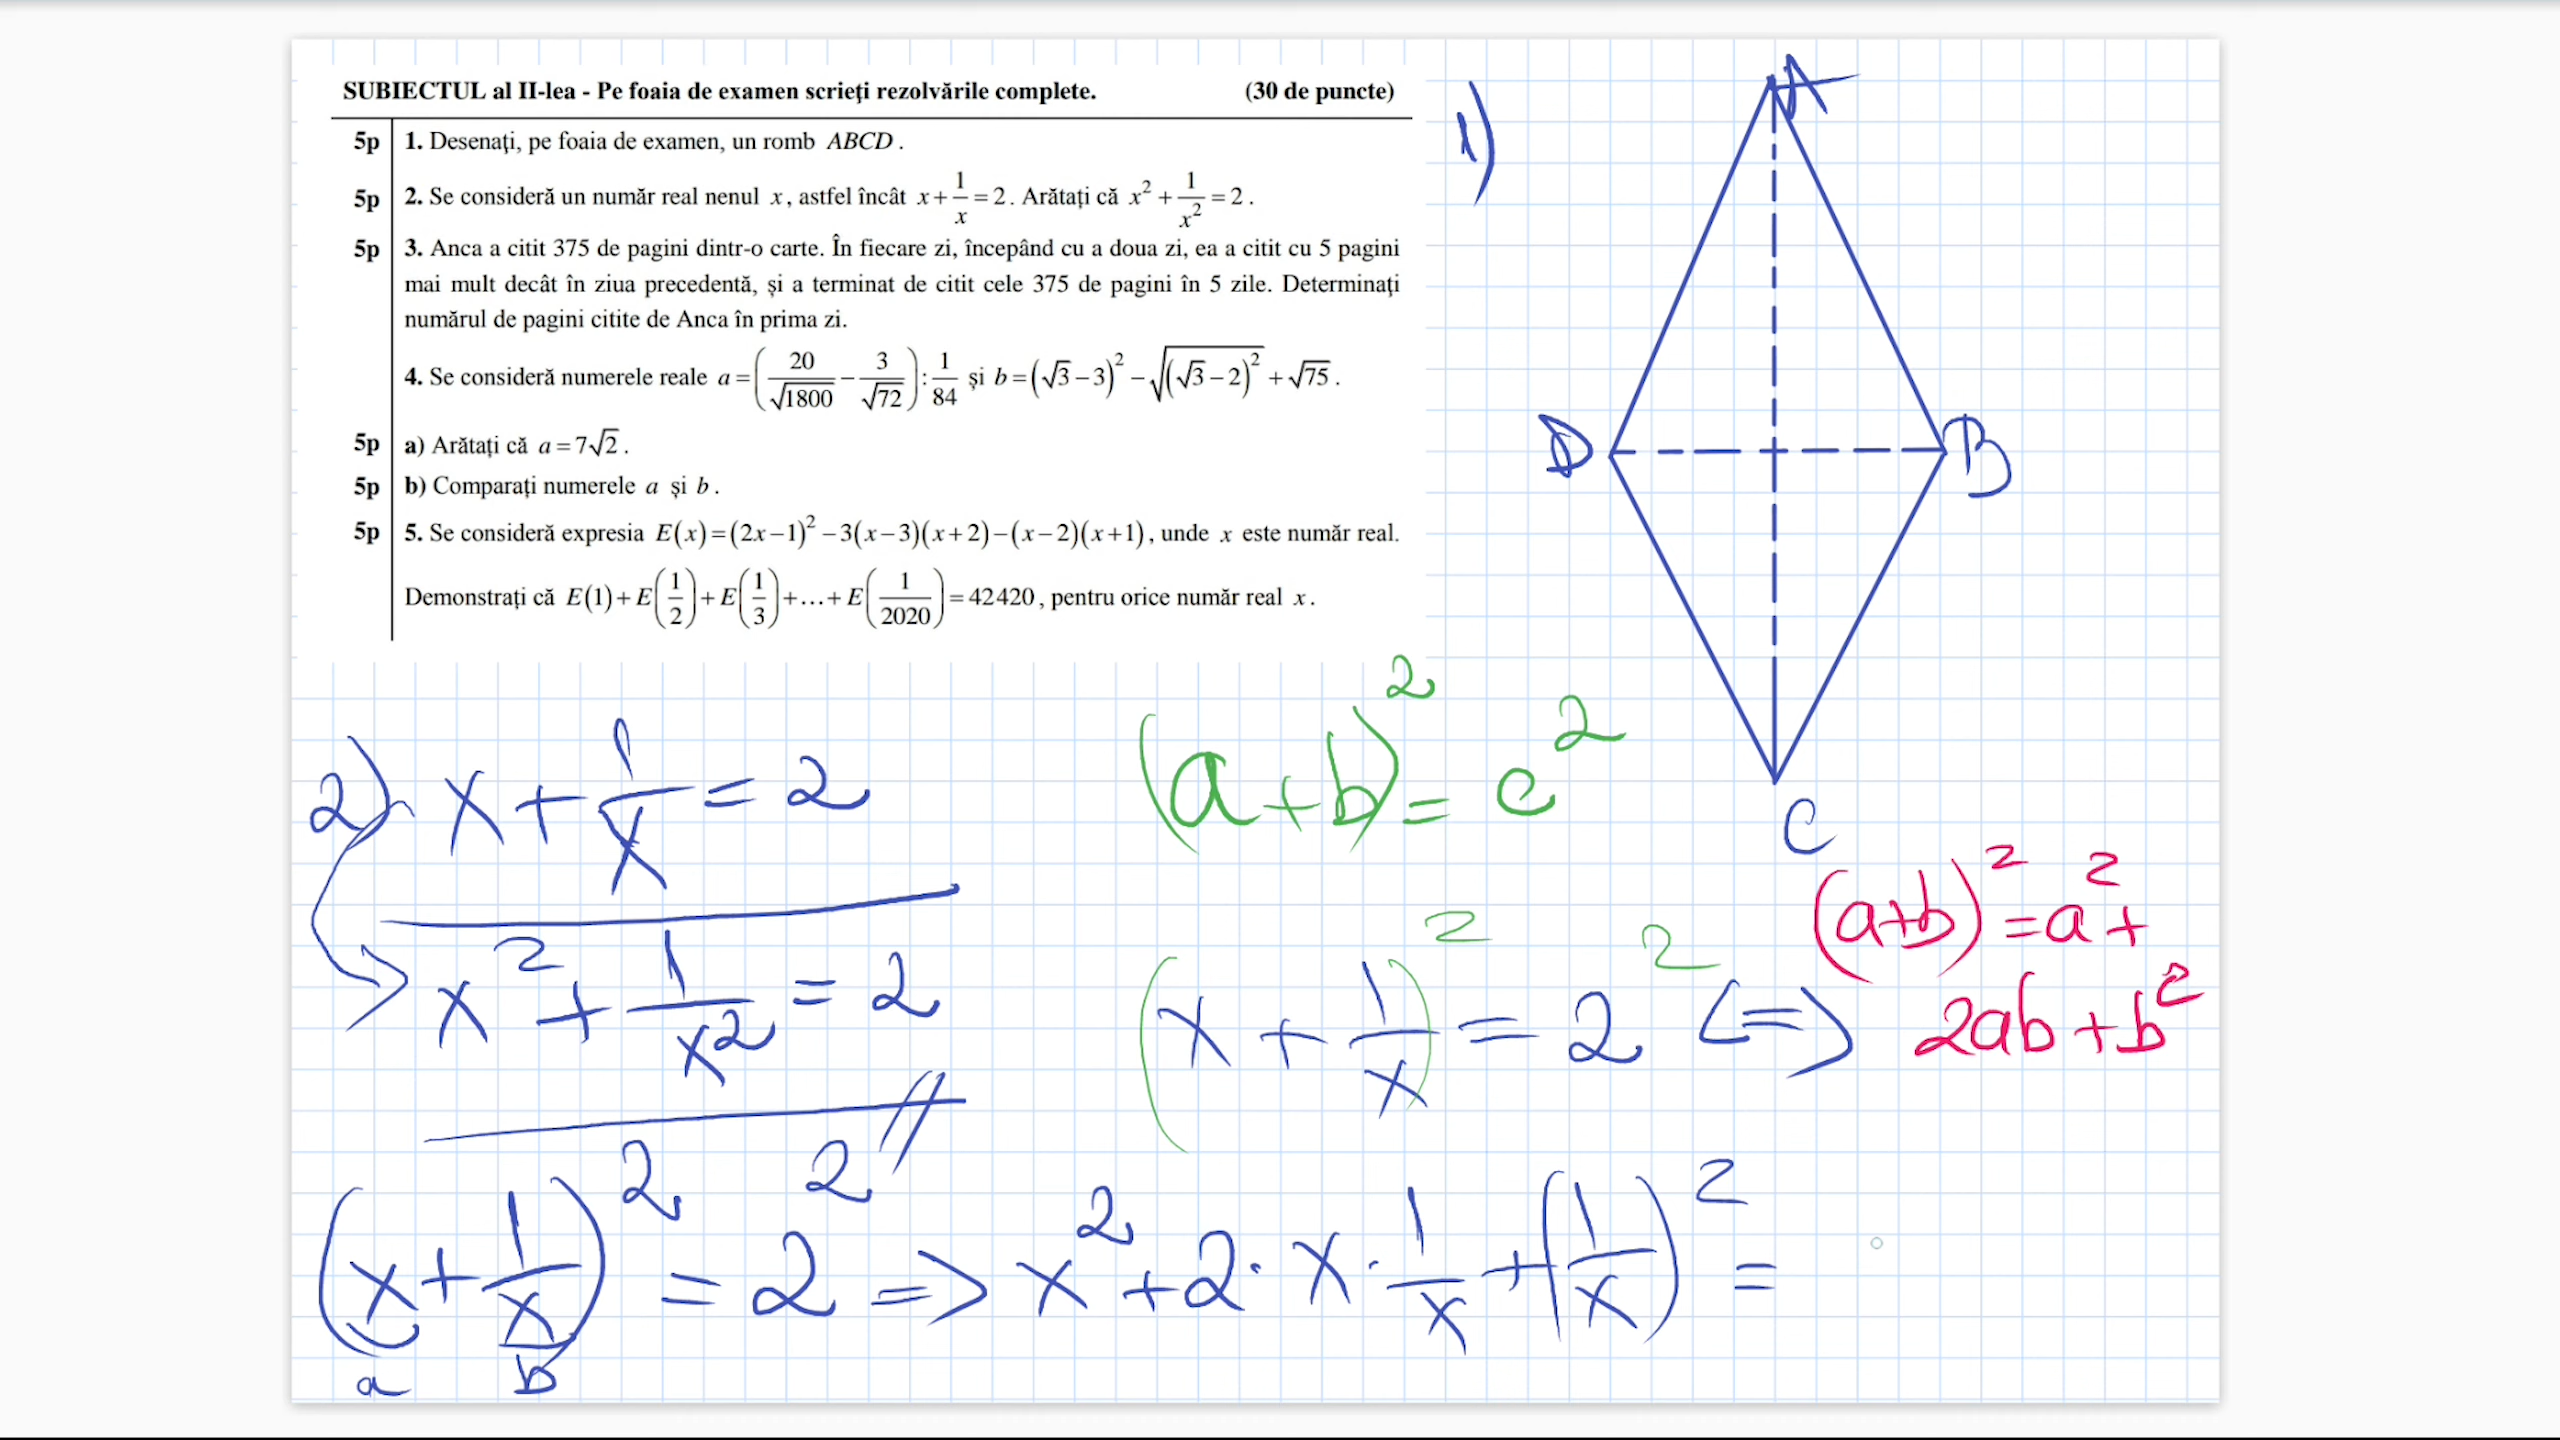 SUBIECTUL al II-lea - Pe foaia de examen scrieți rezolvările complete. (30 de puncte)
5p 1. Desenați, pe foaia de examen, un romb ABCD.
5p 2. Se consideră un număr real nenul x, astfel încât x + 1/x = 2. Arătați că x² + 1/x² = 2.
5p 3. Anca a citit 375 de pagini dintr-o carte. În fiecare zi, începând cu a doua zi, ea a citit cu 5 pagini
mai mult decât în ziua precedentă, și a terminat de citit cele 375 de pagini în 5 zile. Determinați
numărul de pagini citite de Anca în prima zi.
4. Se consideră numerele reale a = (20/√1800 − 3/√72) : 1/84 și b = (√3 − 3)² − √((√3 − 2)²) + √75.
5p a) Arătați că a = 7√2.
5p b) Comparați numerele a și b.
5p 5. Se consideră expresia E(x) = (2x − 1)² − 3(x − 3)(x + 2) − (x − 2)(x + 1), unde x este număr real.
Demonstrați că E(1) + E(1/2) + E(1/3) + ... + E(1/2020) = 42420, pentru orice număr real x.
1)
A
D
B
C
2) x + 1/x = 2
x² + 1/x² = 2
(a+b)² = c²
(x + 1/x)² = 2² <=>
(a+b)² = a² +
2ab + b²
(x + 1/x)² = 2² => x² + 2 · x · 1/x + (1/x)² =
a b